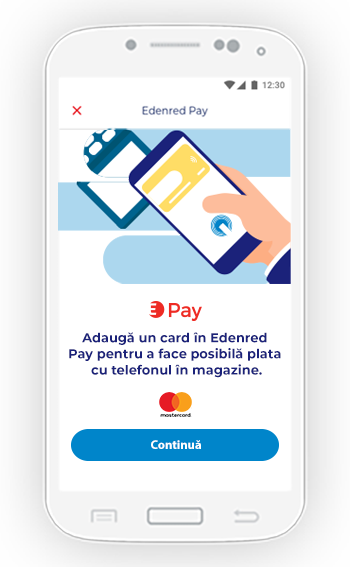 12:30
Edenred Pay
Pay
Adaugă un card în Edenred
Pay pentru a face posibilă plata
cu telefonul în magazine.
mastercard
Continuă